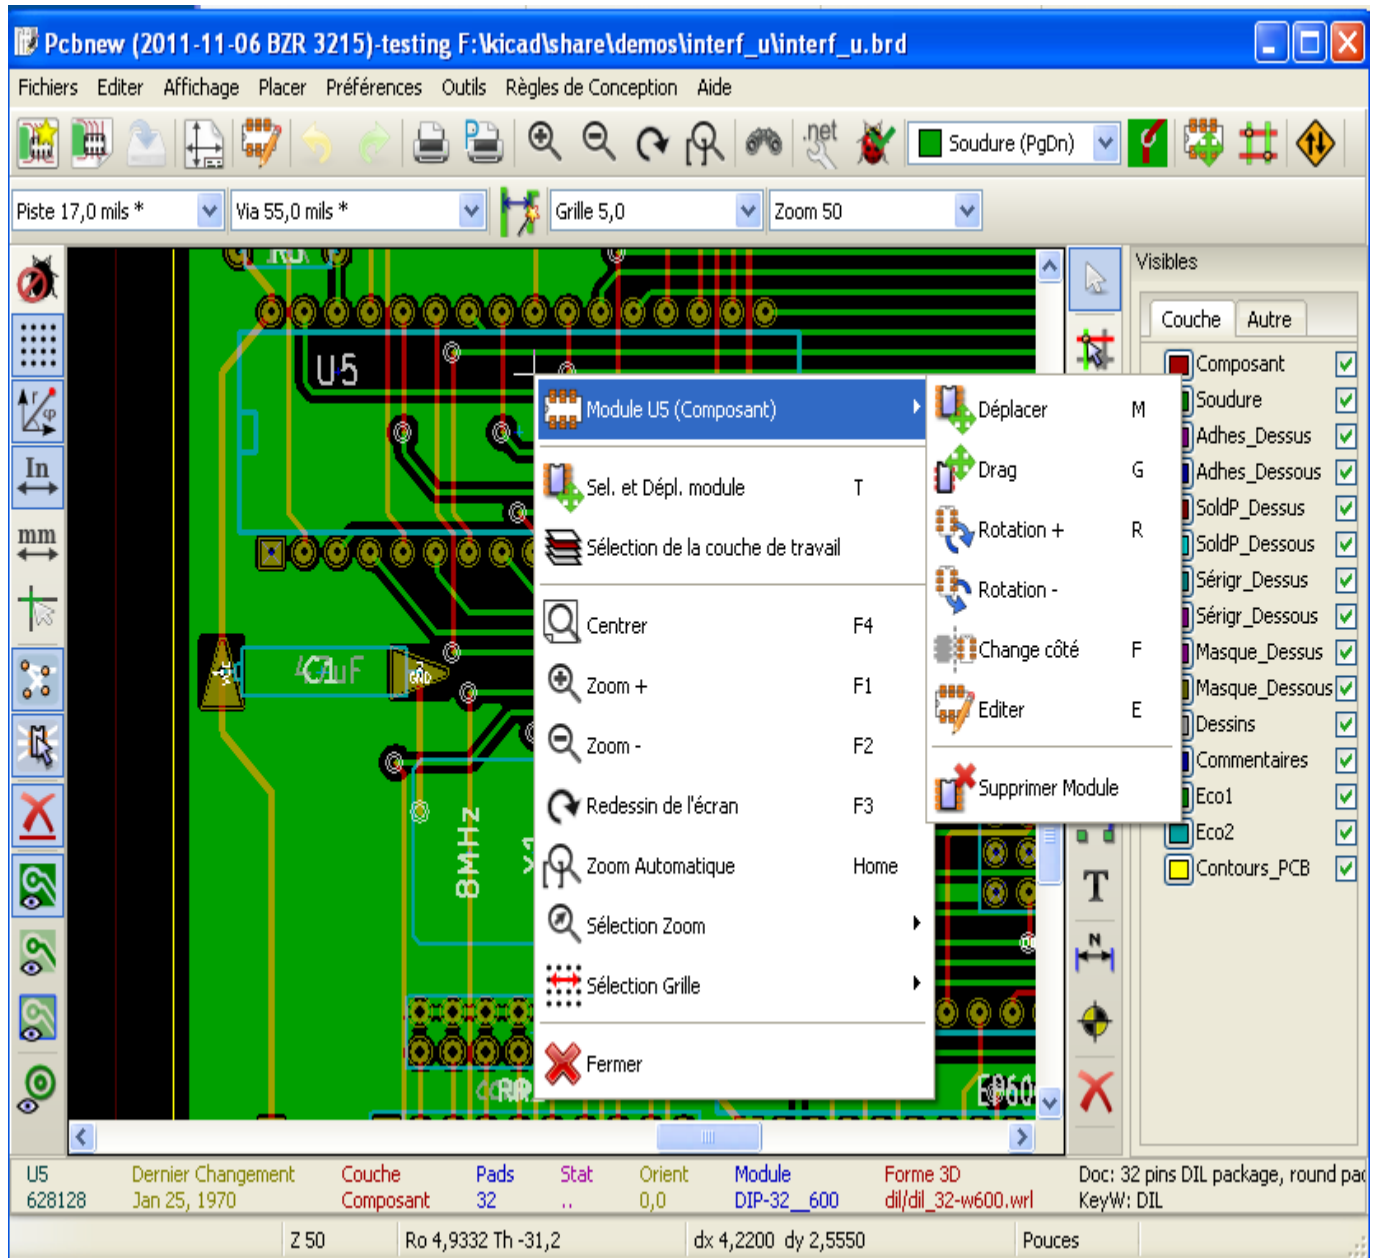 Pcbnew (2011-11-06 BZR 3215)-testing F:\kicad\share\demos\interf_u\interf_u.brd
Fichiers Editer Affichage Placer Préférences Outils Règles de Conception Aide
.net Soudure (PgDn)
Piste 17,0 mils * Via 55,0 mils * Grille 5,0 Zoom 50
Visibles
Couche Autre
Composant
Soudure
Adhes_Dessus
Adhes_Dessous
SoldP_Dessus
SoldP_Dessous
Sérigr_Dessus
Sérigr_Dessous
Masque_Dessus
Masque_Dessous
Dessins
Commentaires
Eco1
Eco2
Contours_PCB
In
mm
U5
C1
GND
8MHz
Module U5 (Composant)
Sel. et Dépl. module T
Sélection de la couche de travail
Centrer F4
Zoom + F1
Zoom - F2
Redessin de l'écran F3
Zoom Automatique Home
Sélection Zoom
Sélection Grille
Fermer
Déplacer M
Drag G
Rotation + R
Rotation -
Change côté F
Editer E
Supprimer Module
T
N
U5 Dernier Changement Couche Pads Stat Orient Module Forme 3D Doc: 32 pins DIL package, round pad
628128 Jan 25, 1970 Composant 32 .. 0,0 DIP-32__600 dil/dil_32-w600.wrl KeyW: DIL
Z 50 Ro 4,9332 Th -31,2 dx 4,2200 dy 2,5550 Pouces